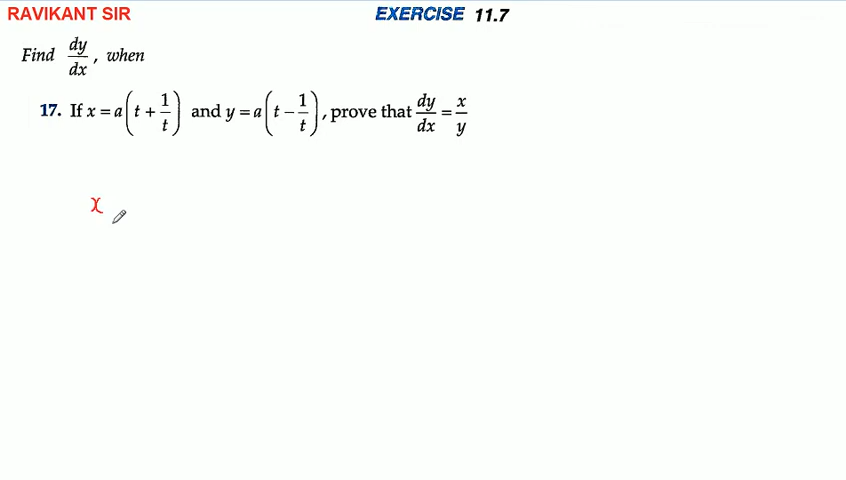 RAVIKANT SIR EXERCISE 11.7
Find dy/dx, when
17. If x = a(t + 1/t) and y = a(t − 1/t), prove that dy/dx = x/y
x